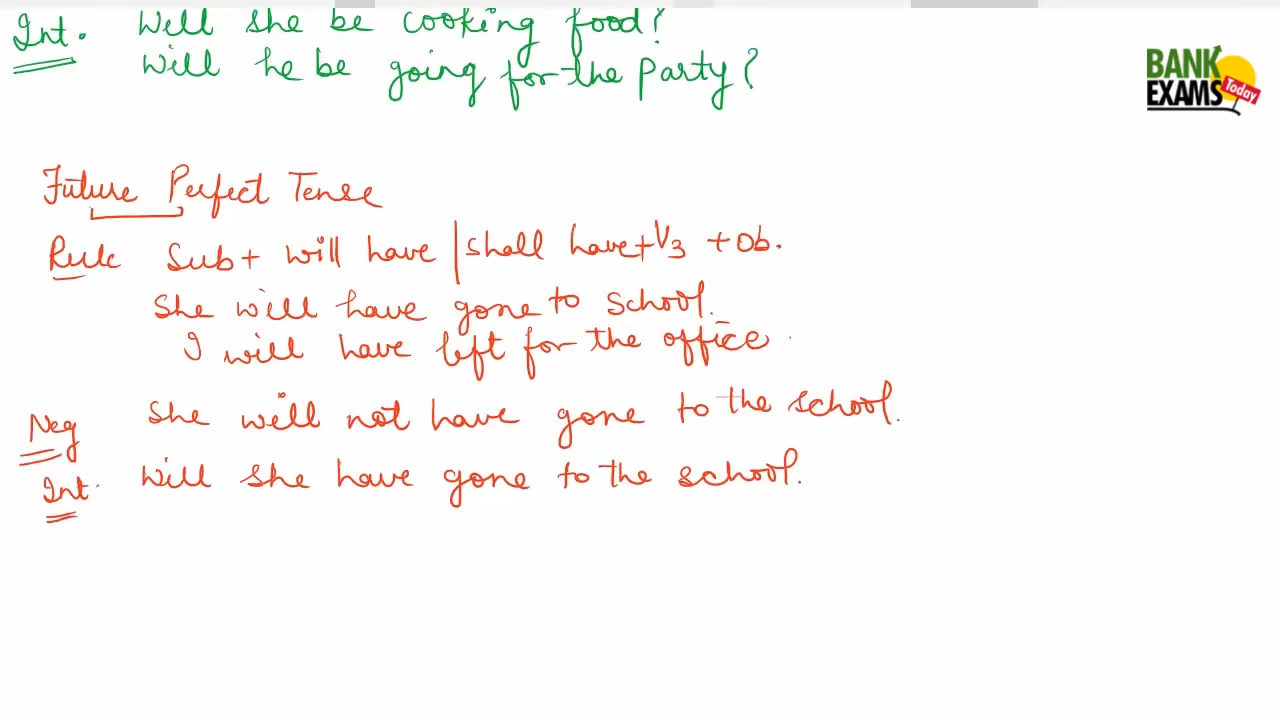 Int. Will she be cooking food?
Will he be going for the party?
BANK
EXAMS Today
Future Perfect Tense
Rule Sub + will have | shall have + V3 + Ob.
She will have gone to school.
I will have left for the office.
Neg She will not have gone to the school.
Int. Will she have gone to the school.